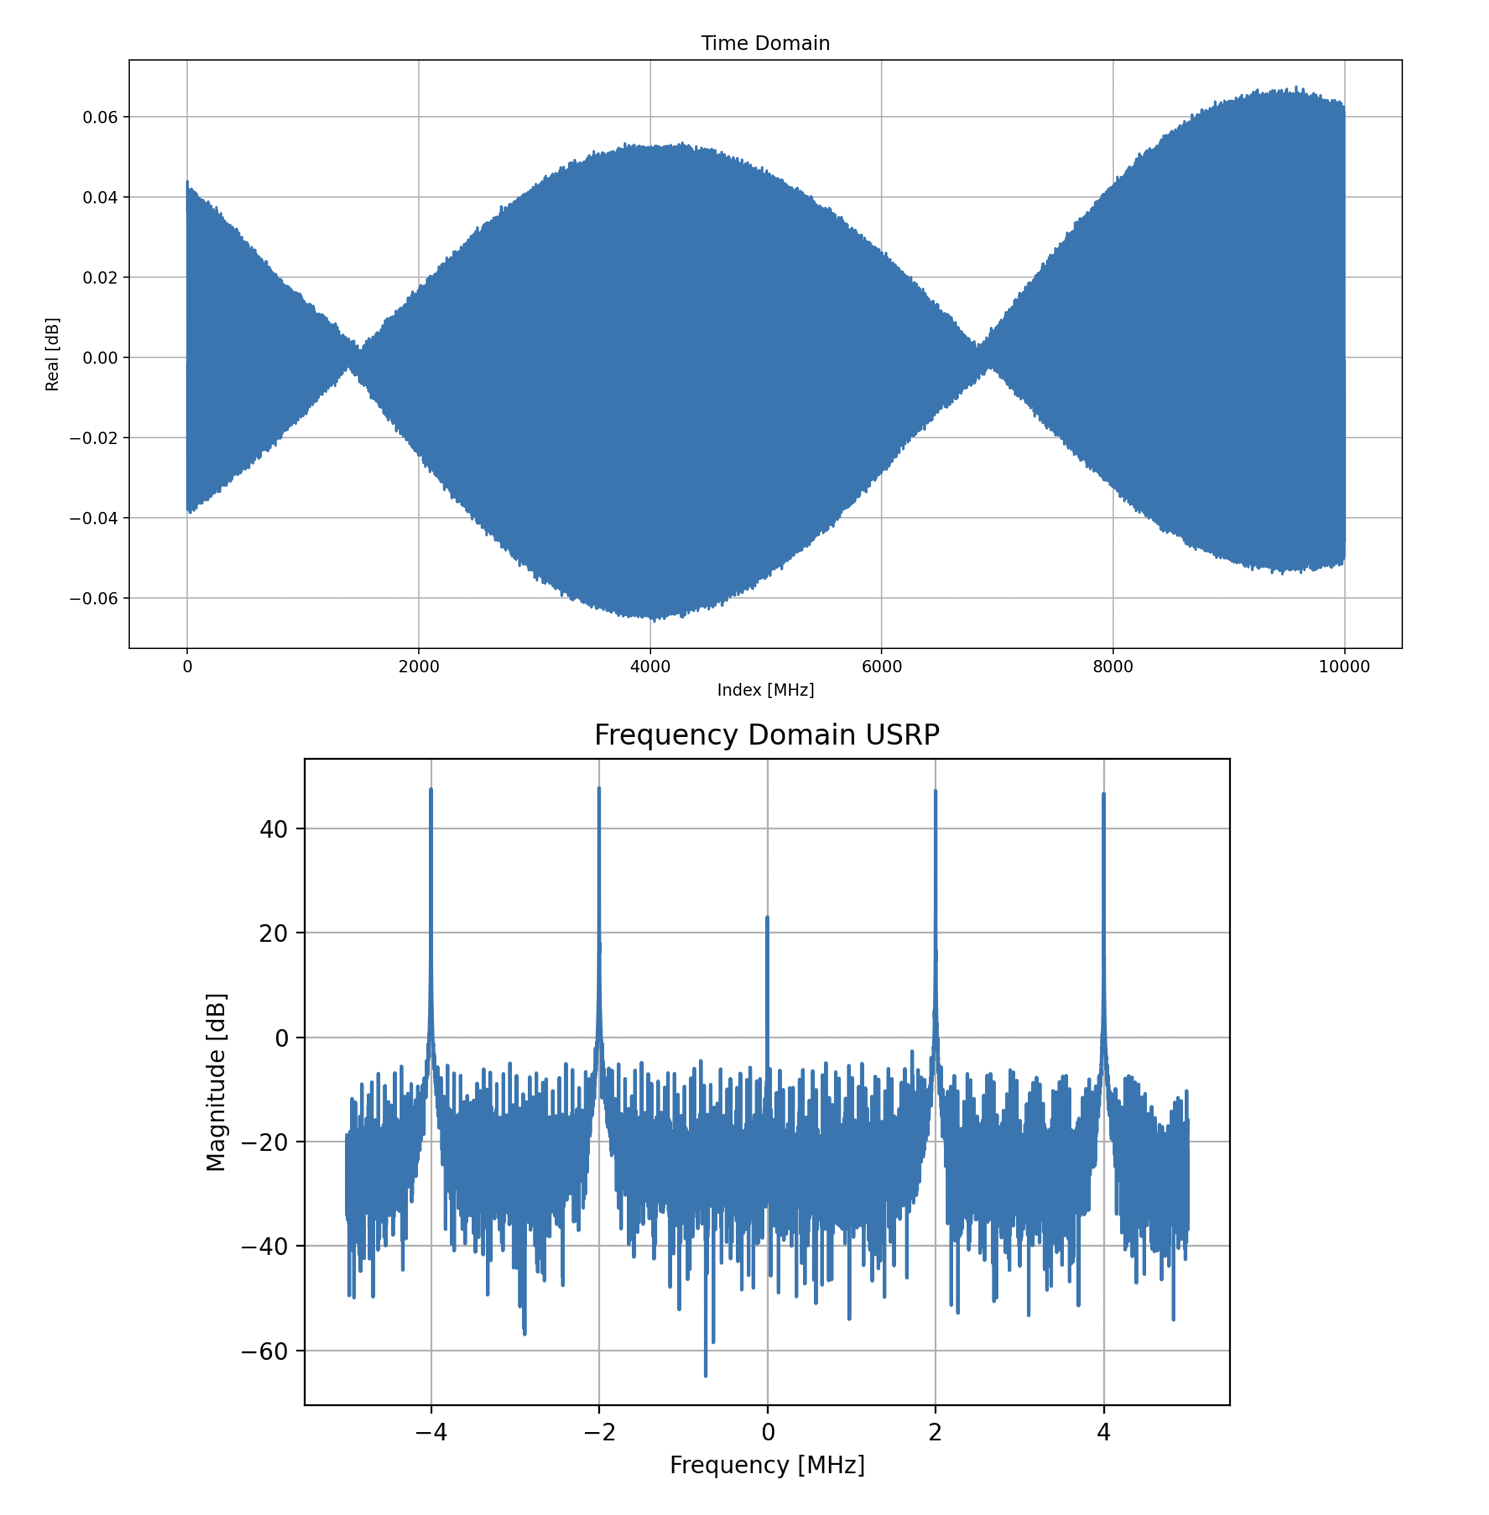 Time Domain
0.06
0.04
0.02
0.00
−0.02
−0.04
−0.06
Real [dB]
0 2000 4000 6000 8000 10000
Index [MHz]
Frequency Domain USRP
40
20
0
−20
−40
−60
Magnitude [dB]
−4 −2 0 2 4
Frequency [MHz]